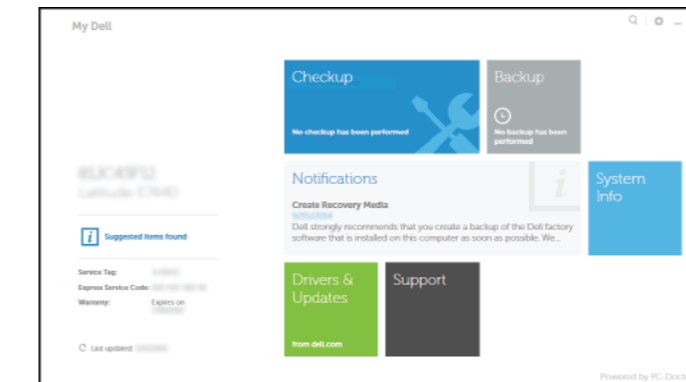 My Dell
Suggested items found
Service Tag:
Express Service Code:
Warranty: Expires on
Last updated:
Checkup
No checkup has been performed
Backup
No backup has been
performed
Notifications
Create Recovery Media
Dell strongly recommends that you create a backup of the Dell factory
software that is installed on this computer as soon as possible. We...
System
Info
Drivers &
Updates
from dell.com
Support
Powered by PC-Doct